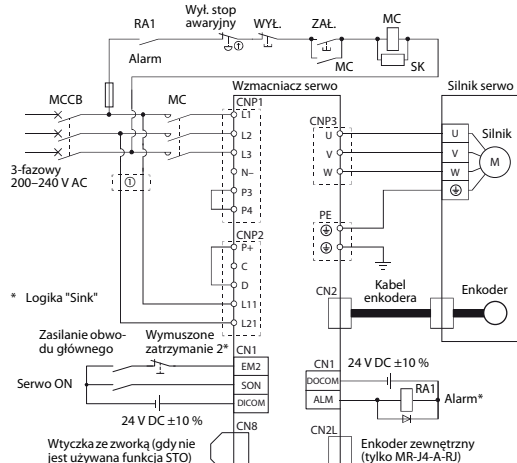 Wył. stop
awaryjny
RA1
WYŁ.
ZAŁ.
MC
Alarm
MC
SK
Wzmacniacz serwo
Silnik serwo
MCCB
MC
CNP1
L1
L2
L3
N–
P3
P4
CNP3
U
V
W
U
V
W
Silnik
M
3-fazowy
200–240 V AC
①
PE
CNP2
P+
C
D
L11
L21
* Logika "Sink"
CN2
Kabel
enkodera
Enkoder
Zasilanie obwo-
du głównego
Wymuszone
zatrzymanie 2*
CN1
EM2
SON
DICOM
Serwo ON
24 V DC ±10 %
CN1
DOCOM
ALM
24 V DC ±10 %
RA1
Alarm*
CN8
Wtyczka ze zworką (gdy nie
jest używana funkcja STO)
CN2L
Enkoder zewnętrzny
(tylko MR-J4-A-RJ)